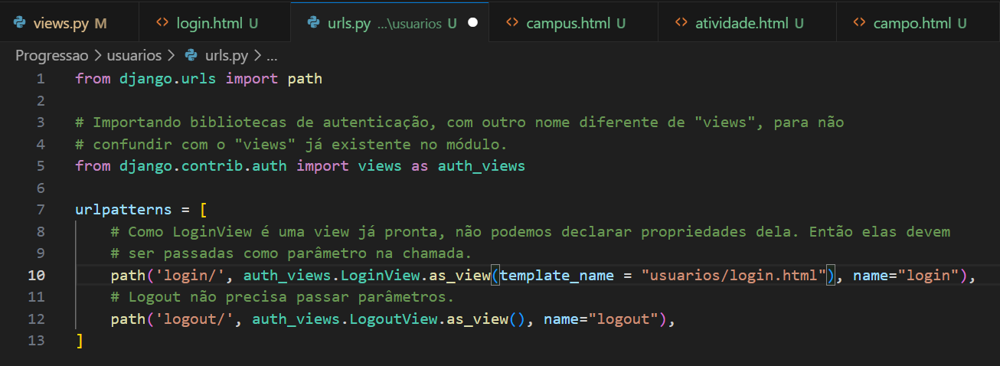 views.py M login.html U urls.py ...\usuarios U campus.html U atividade.html U campo.html U
Progressao > usuarios > urls.py > ...
1 from django.urls import path
2
3 # Importando bibliotecas de autenticação, com outro nome diferente de "views", para não
4 # confundir com o "views" já existente no módulo.
5 from django.contrib.auth import views as auth_views
6
7 urlpatterns = [
8 # Como LoginView é uma view já pronta, não podemos declarar propriedades dela. Então elas devem
9 # ser passadas como parâmetro na chamada.
10 path('login/', auth_views.LoginView.as_view(template_name = "usuarios/login.html"), name="login"),
11 # Logout não precisa passar parâmetros.
12 path('logout/', auth_views.LogoutView.as_view(), name="logout"),
13 ]